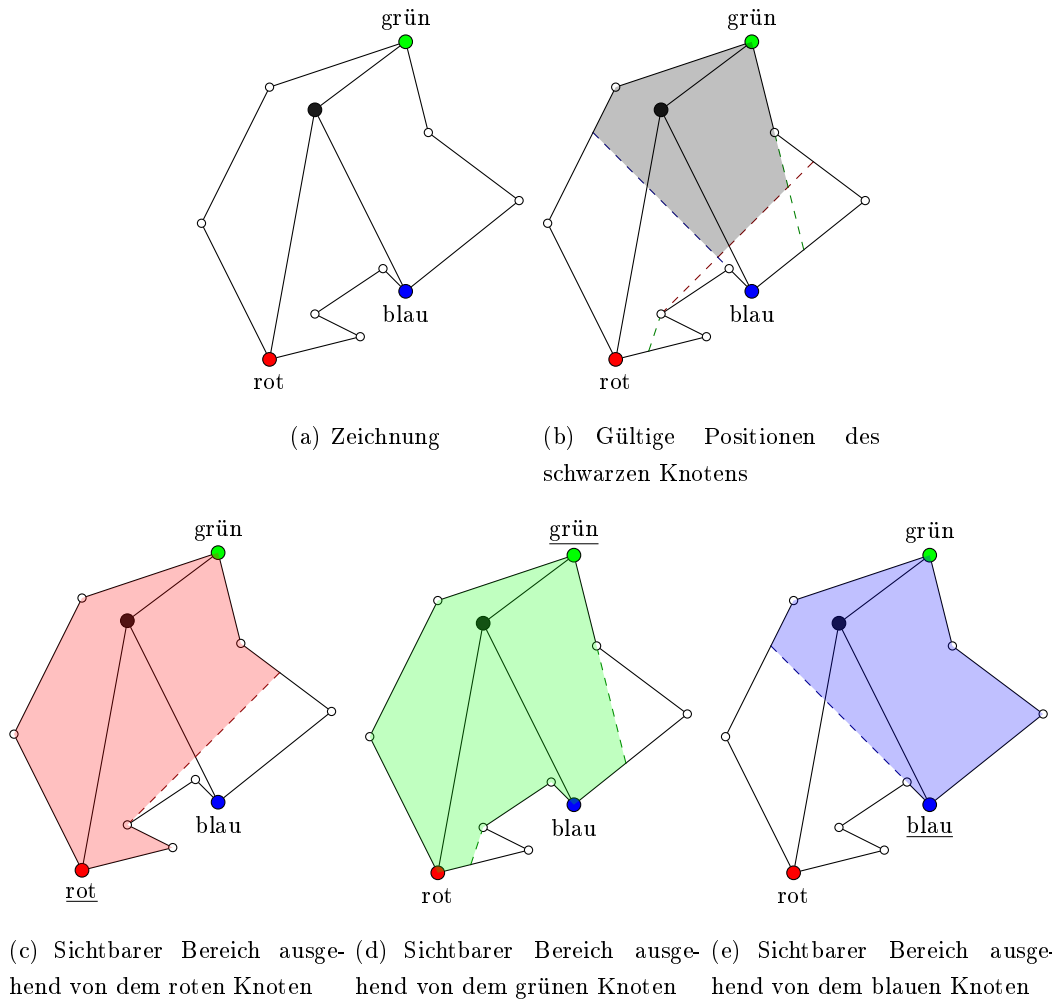 grün
grün
blau
blau
rot
rot
(a) Zeichnung
(b) Gültige Positionen des
schwarzen Knotens
grün
grün
grün
blau
blau
blau
rot
rot
rot
(c) Sichtbarer Bereich ausge-
hend von dem roten Knoten
(d) Sichtbarer Bereich ausge-
hend von dem grünen Knoten
(e) Sichtbarer Bereich ausge-
hend von dem blauen Knoten